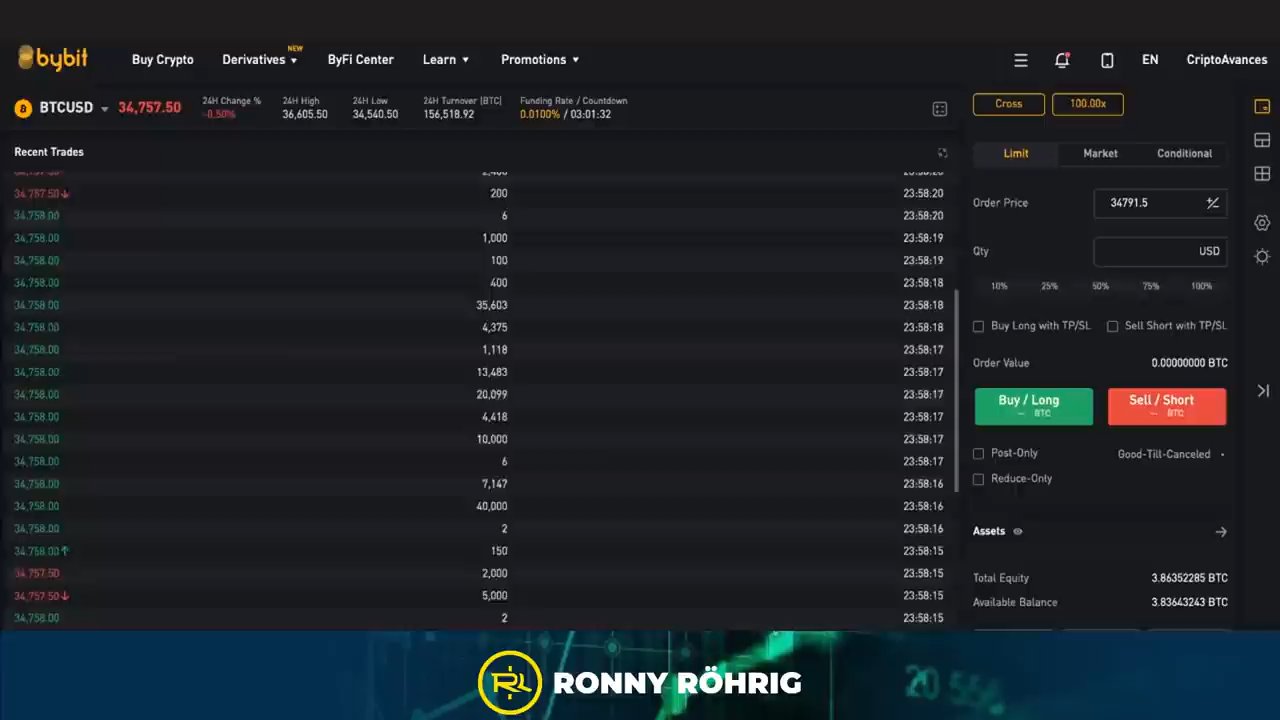 bybit Buy Crypto Derivatives NEW ByFi Center Learn Promotions EN CriptoAvances
BTCUSD 34,757.50
24H Change % -0.50%
24H High 36,605.50
24H Low 34,540.50
24H Turnover (BTC) 156,518.92
Funding Rate / Countdown 0.0100% / 03:01:32
Recent Trades
34,757.50 200 23:58:20
34,758.00 6 23:58:20
34,758.00 1,000 23:58:19
34,758.00 100 23:58:19
34,758.00 400 23:58:18
34,758.00 35,603 23:58:18
34,758.00 4,375 23:58:18
34,758.00 1,118 23:58:17
34,758.00 13,483 23:58:17
34,758.00 20,099 23:58:17
34,758.00 4,418 23:58:17
34,758.00 10,000 23:58:17
34,758.00 6 23:58:17
34,758.00 7,147 23:58:16
34,758.00 40,000 23:58:16
34,758.00 2 23:58:16
34,758.00 150 23:58:15
34,757.50 2,000 23:58:15
34,757.50 5,000 23:58:15
34,758.00 2 23:58:15
Cross 100.00x
Limit Market Conditional
Order Price 34791.5
Qty USD
10% 25% 50% 75% 100%
Buy Long with TP/SL Sell Short with TP/SL
Order Value 0.00000000 BTC
Buy / Long Sell / Short
-- BTC -- BTC
Post-Only Good-Till-Canceled
Reduce-Only
Assets
Total Equity 3.86352285 BTC
Available Balance 3.83643243 BTC
RONNY RÖHRIG